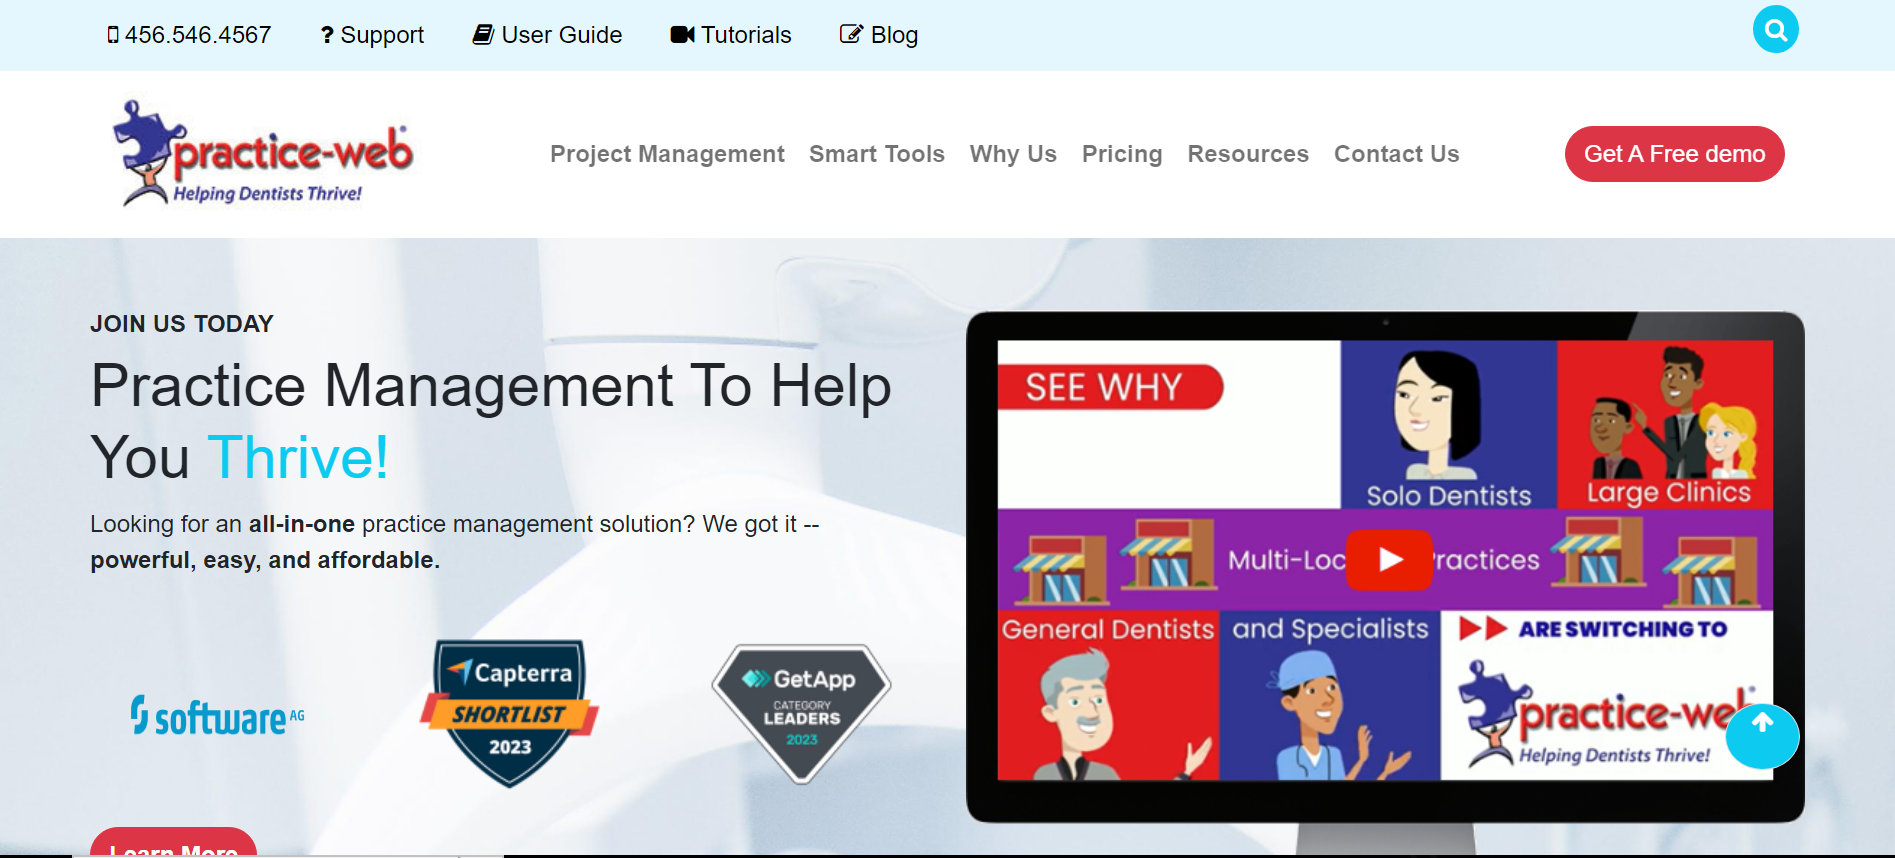 456.546.4567
? Support
User Guide
Tutorials
Blog
practice-web®
Helping Dentists Thrive!
Project Management
Smart Tools
Why Us
Pricing
Resources
Contact Us
Get A Free demo
JOIN US TODAY
Practice Management To Help
You Thrive!
Looking for an all-in-one practice management solution? We got it --
powerful, easy, and affordable.
software AG
Capterra
SHORTLIST
2023
GetApp
CATEGORY
LEADERS
2023
Learn More
SEE WHY
Solo Dentists
Large Clinics
Multi-Loc
ractices
General Dentists
and Specialists
ARE SWITCHING TO
practice-we
Helping Dentists Thrive!